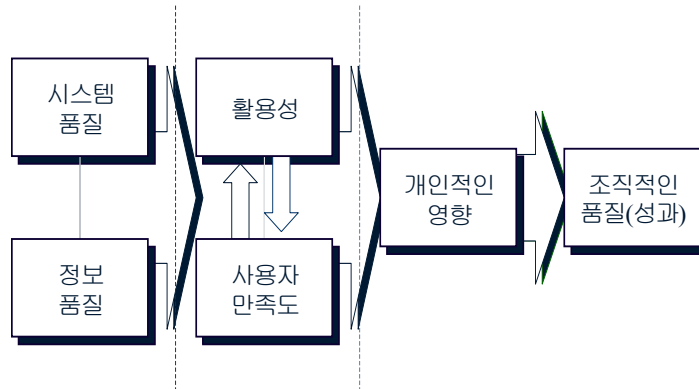 시스템
품질
활용성
개인적인
영향
조직적인
품질(성과)
정보
품질
사용자
만족도